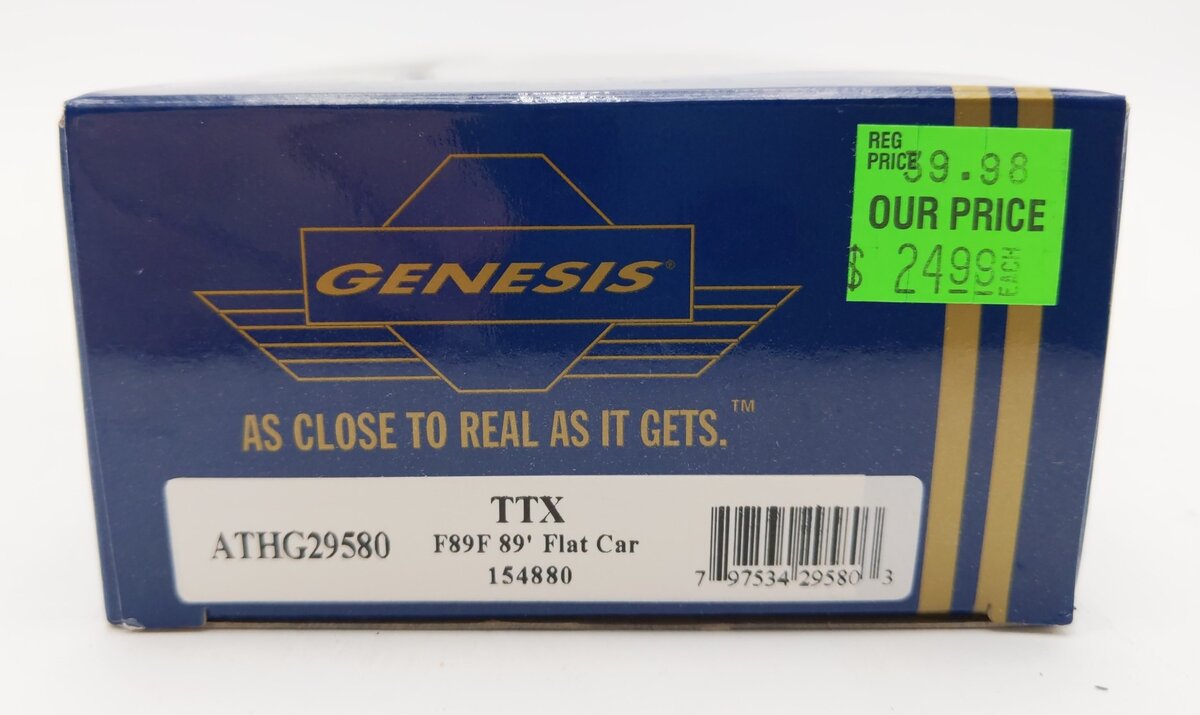 REG
PRICE 39.98
OUR PRICE
$ 24.99 EACH
GENESIS®
AS CLOSE TO REAL AS IT GETS.™
TTX
ATHG29580 F89F 89' Flat Car
154880
7 97534 29580 3